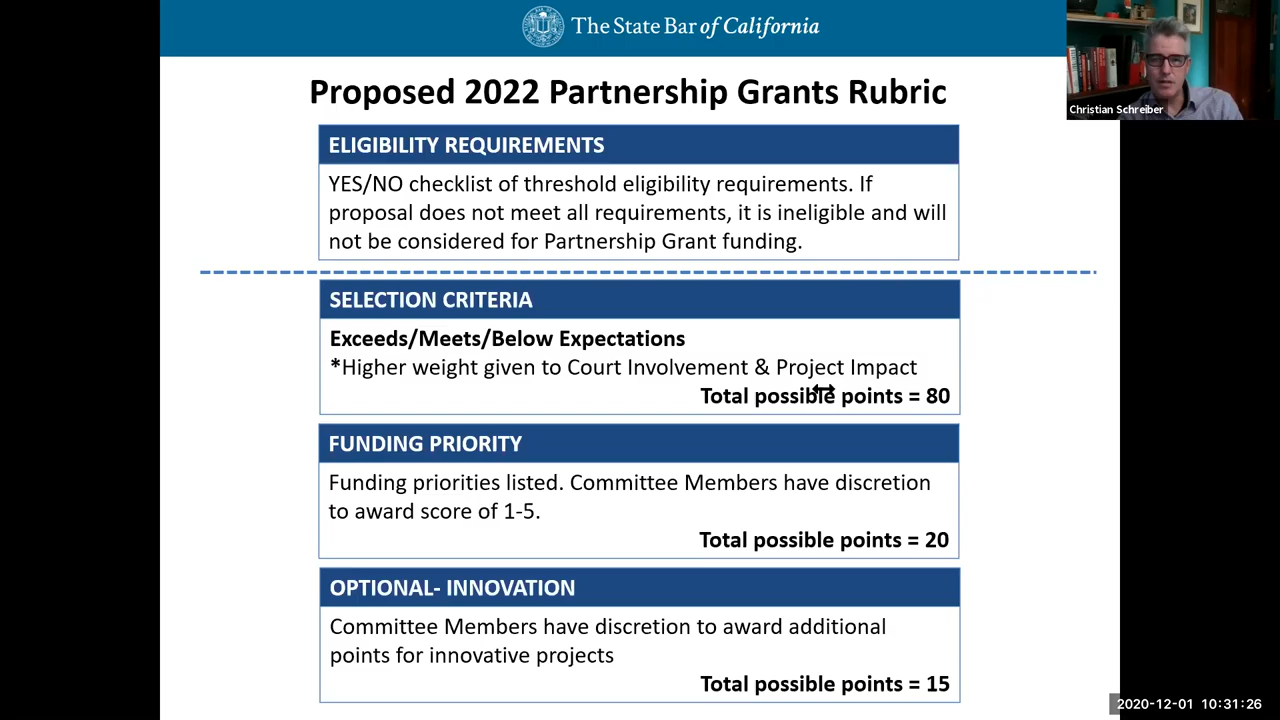 The State Bar of California
Christian Schreiber
Proposed 2022 Partnership Grants Rubric
ELIGIBILITY REQUIREMENTS
YES/NO checklist of threshold eligibility requirements. If
proposal does not meet all requirements, it is ineligible and will
not be considered for Partnership Grant funding.
SELECTION CRITERIA
Exceeds/Meets/Below Expectations
*Higher weight given to Court Involvement & Project Impact
Total possible points = 80
FUNDING PRIORITY
Funding priorities listed. Committee Members have discretion
to award score of 1-5.
Total possible points = 20
OPTIONAL- INNOVATION
Committee Members have discretion to award additional
points for innovative projects
Total possible points = 15
2020-12-01 10:31:26